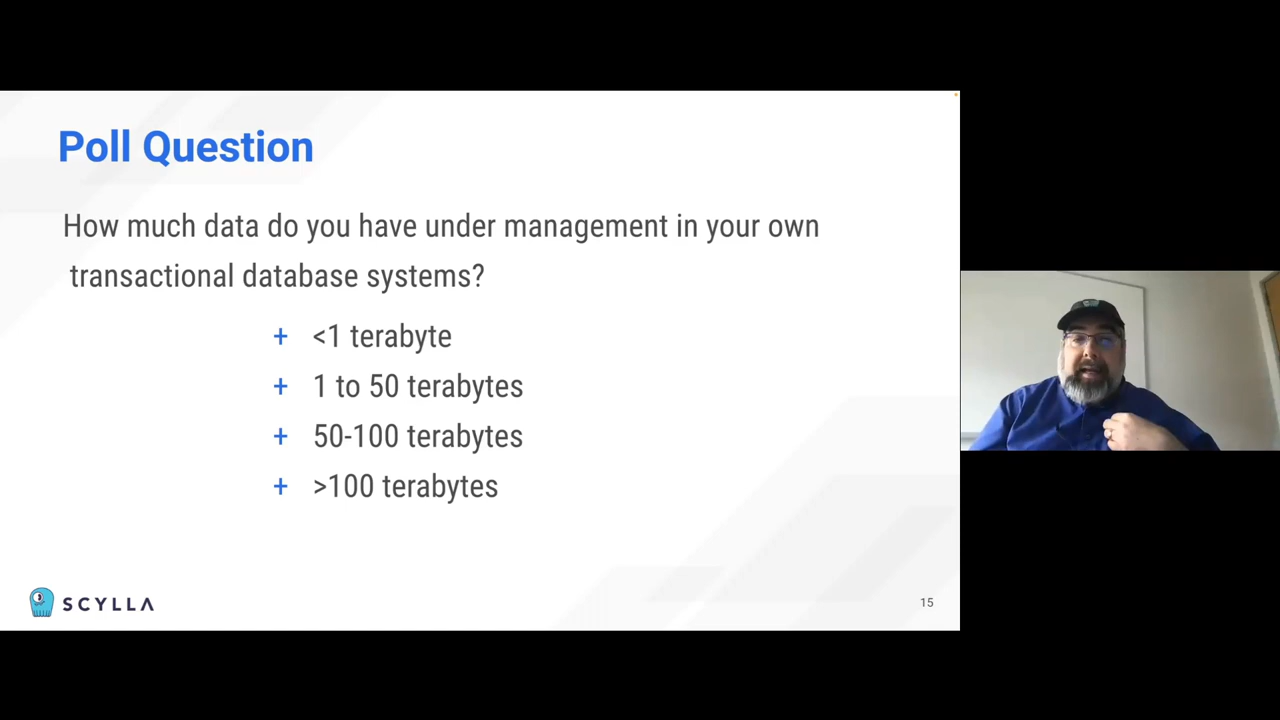 Poll Question
How much data do you have under management in your own
transactional database systems?
+ <1 terabyte
+ 1 to 50 terabytes
+ 50-100 terabytes
+ >100 terabytes
SCYLLA
15